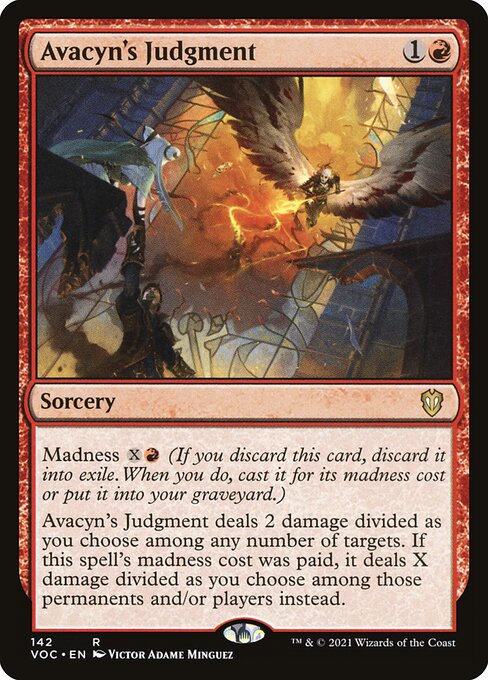 Avacyn's Judgment 1
Sorcery
Madness X (If you discard this card, discard it
into exile. When you do, cast it for its madness cost
or put it into your graveyard.)
Avacyn's Judgment deals 2 damage divided as
you choose among any number of targets. If
this spell's madness cost was paid, it deals X
damage divided as you choose among those
permanents and/or players instead.
142 R
VOC • EN Victor Adame Minguez
™ & © 2021 Wizards of the Coast